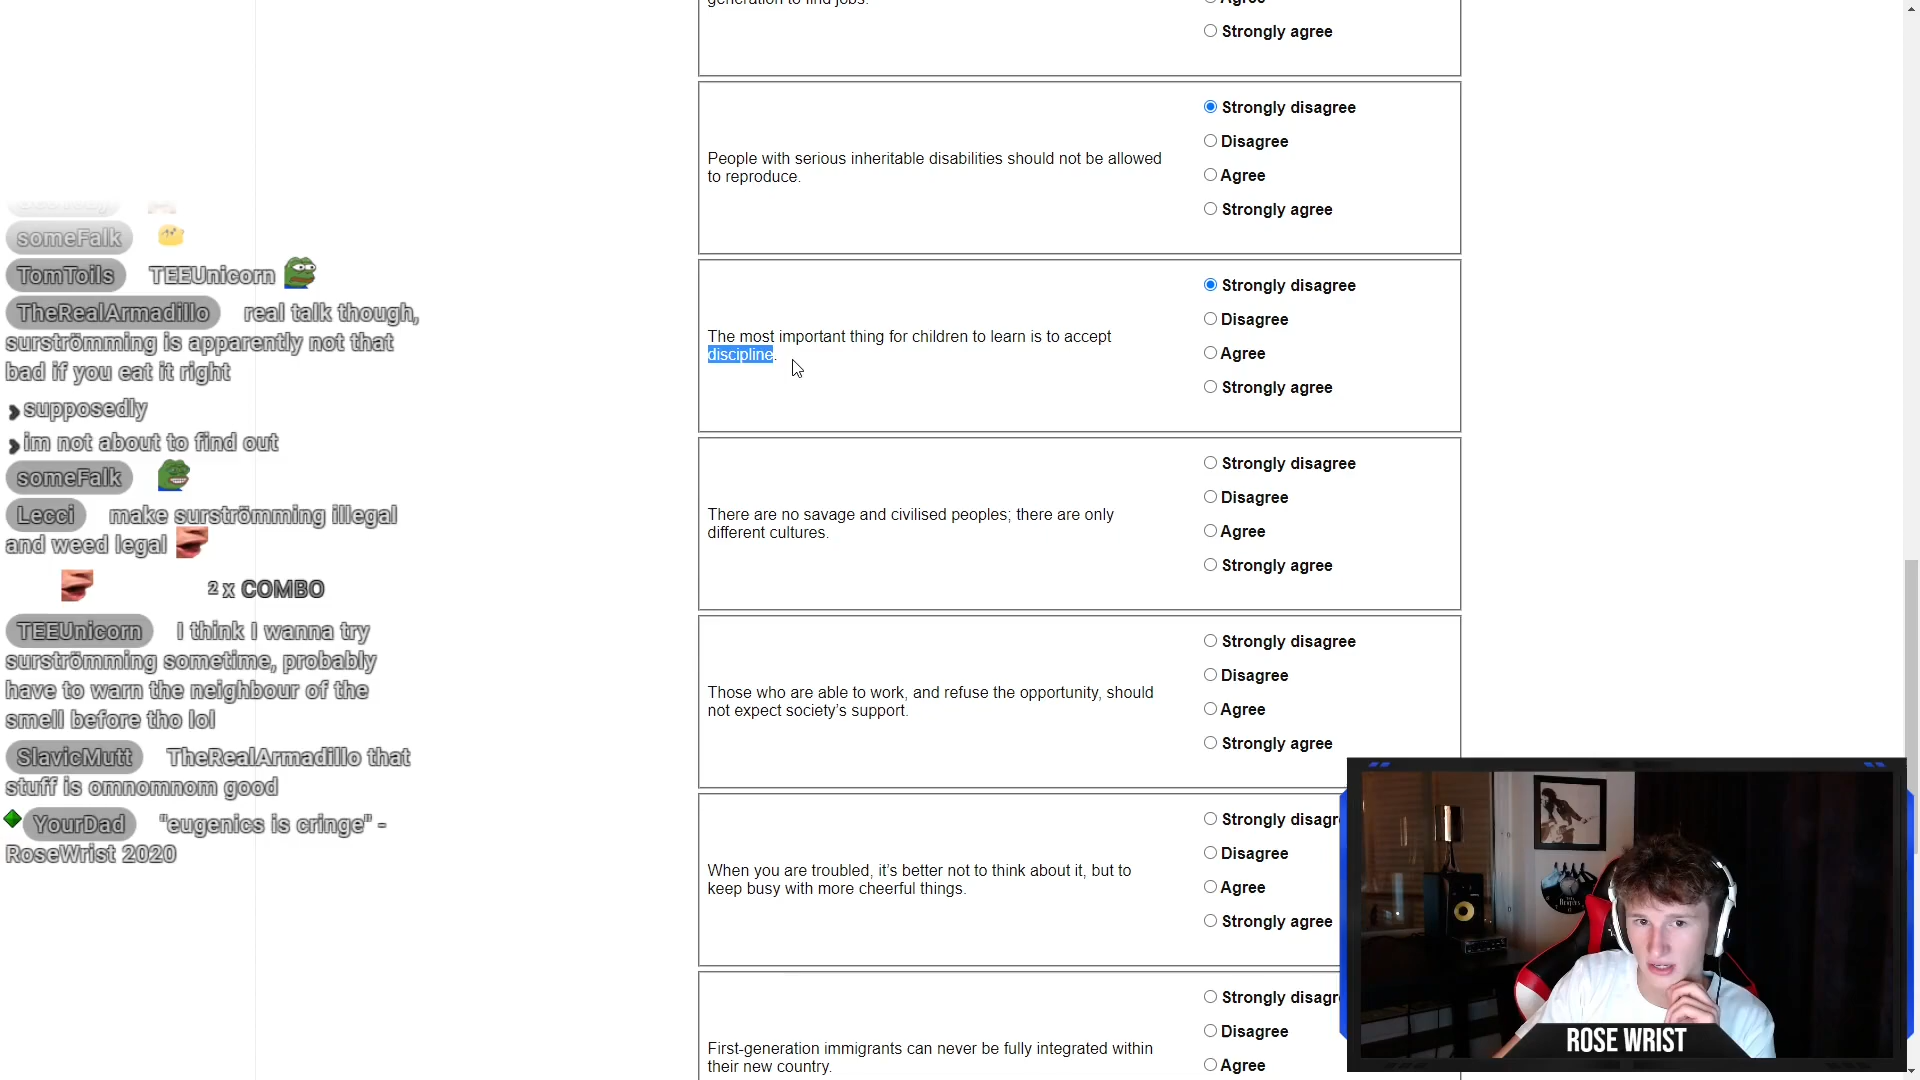 Strongly agree
Strongly disagree
Disagree
People with serious inheritable disabilities should not be allowed
to reproduce.
Agree
Strongly agree
Strongly disagree
Disagree
The most important thing for children to learn is to accept
discipline.
Agree
Strongly agree
Strongly disagree
Disagree
There are no savage and civilised peoples; there are only
different cultures.
Agree
Strongly agree
Strongly disagree
Disagree
Those who are able to work, and refuse the opportunity, should
not expect society's support.
Agree
Strongly agree
Strongly disagr
Disagree
When you are troubled, it's better not to think about it, but to
keep busy with more cheerful things.
Agree
Strongly agree
Strongly disagr
Disagree
First-generation immigrants can never be fully integrated within
their new country.
Agree
someFalk
TomToils TEEUnicorn
TheRealArmadillo real talk though,
surströmming is apparently not that
bad if you eat it right
supposedly
im not about to find out
someFalk
Lecci make surströmming illegal
and weed legal
2 x COMBO
TEEUnicorn I think I wanna try
surströmming sometime, probably
have to warn the neighbour of the
smell before tho lol
SlavicMutt TheRealArmadillo that
stuff is omnomnom good
YourDad "eugenics is cringe" -
RoseWrist 2020
ROSE WRIST